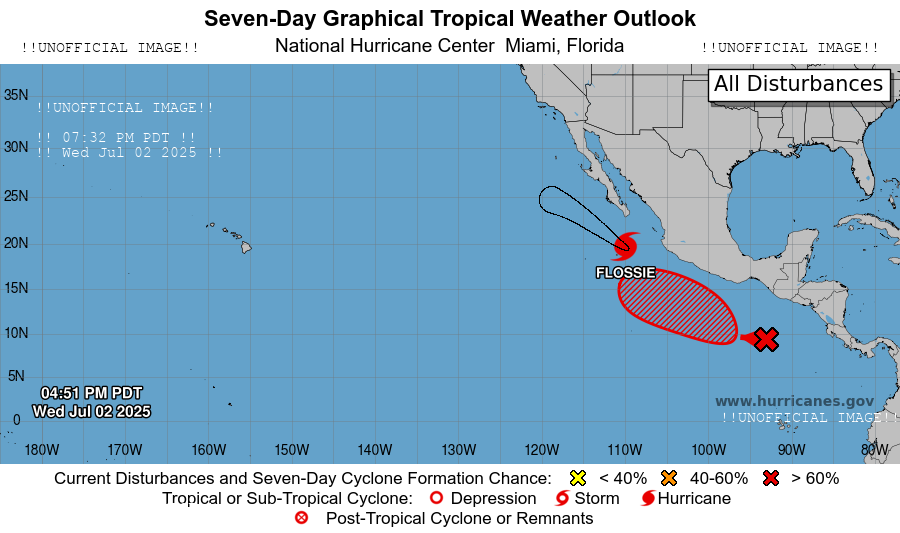 Seven-Day Graphical Tropical Weather Outlook
!!UNOFFICIAL IMAGE!!
National Hurricane Center Miami, Florida
!!UNOFFICIAL IMAGE!!
All Disturbances
35N
!!UNOFFICIAL IMAGE!!
!! 07:32 PM PDT !!
30N
!! Wed Jul 02 2025 !!
25N
20N
FLOSSIE
15N
10N
5N
04:51 PM PDT
Wed Jul 02 2025
www.hurricanes.gov
0
!!UNOFFICIAL IMAGE!!
180W 170W 160W 150W 140W 130W 120W 110W 100W 90W 80W
Current Disturbances and Seven-Day Cyclone Formation Chance: < 40% 40-60% > 60%
Tropical or Sub-Tropical Cyclone: Depression Storm Hurricane
Post-Tropical Cyclone or Remnants